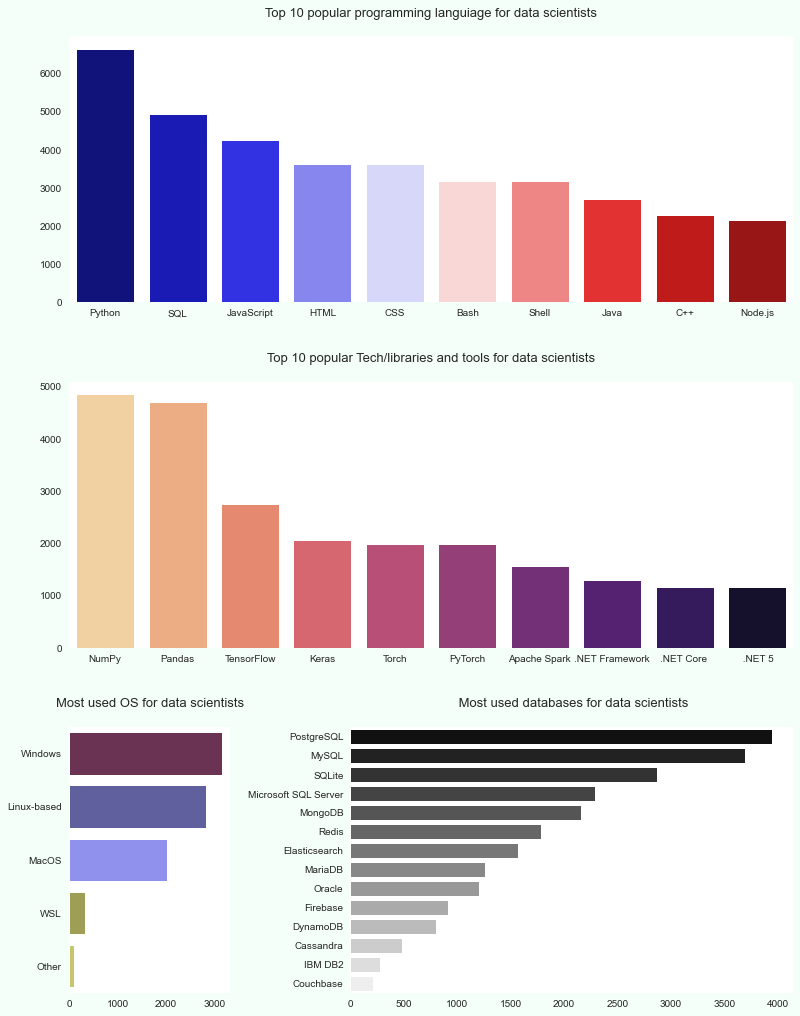 Top 10 popular programming languiage for data scientists
6000
5000
4000
3000
2000
1000
0
Python SQL JavaScript HTML CSS Bash Shell Java C++ Node.js
Top 10 popular Tech/libraries and tools for data scientists
5000
4000
3000
2000
1000
0
NumPy Pandas TensorFlow Keras Torch PyTorch Apache Spark .NET Framework .NET Core .NET 5
Most used OS for data scientists
Windows
Linux-based
MacOS
WSL
Other
0 1000 2000 3000
Most used databases for data scientists
PostgreSQL
MySQL
SQLite
Microsoft SQL Server
MongoDB
Redis
Elasticsearch
MariaDB
Oracle
Firebase
DynamoDB
Cassandra
IBM DB2
Couchbase
0 500 1000 1500 2000 2500 3000 3500 4000